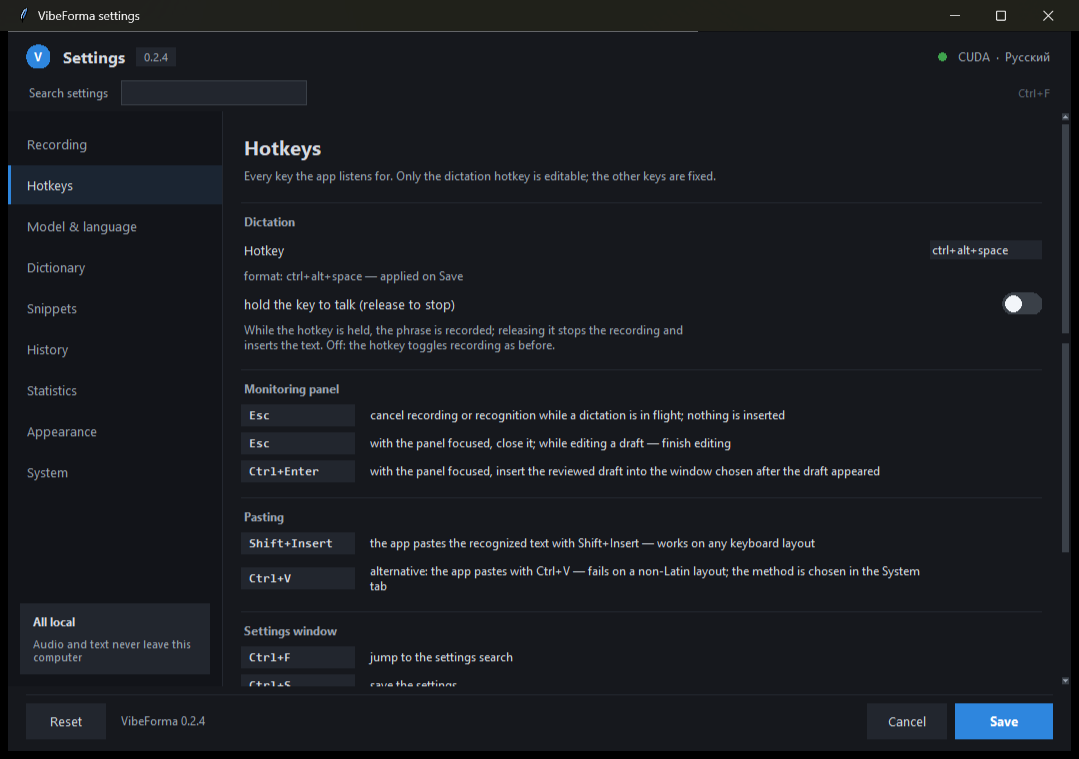 VibeForma settings
V Settings 0.2.4
CUDA · Русский
Search settings
Ctrl+F
Recording
Hotkeys
Model & language
Dictionary
Snippets
History
Statistics
Appearance
System
All local
Audio and text never leave this
computer
Hotkeys
Every key the app listens for. Only the dictation hotkey is editable; the other keys are fixed.
Dictation
Hotkey ctrl+alt+space
format: ctrl+alt+space — applied on Save
hold the key to talk (release to stop)
While the hotkey is held, the phrase is recorded; releasing it stops the recording and
inserts the text. Off: the hotkey toggles recording as before.
Monitoring panel
Esc cancel recording or recognition while a dictation is in flight; nothing is inserted
Esc with the panel focused, close it; while editing a draft — finish editing
Ctrl+Enter with the panel focused, insert the reviewed draft into the window chosen after the draft appeared
Pasting
Shift+Insert the app pastes the recognized text with Shift+Insert — works on any keyboard layout
Ctrl+V alternative: the app pastes with Ctrl+V — fails on a non-Latin layout; the method is chosen in the System
tab
Settings window
Ctrl+F jump to the settings search
Ctrl+S save the settings
Reset VibeForma 0.2.4 Cancel Save